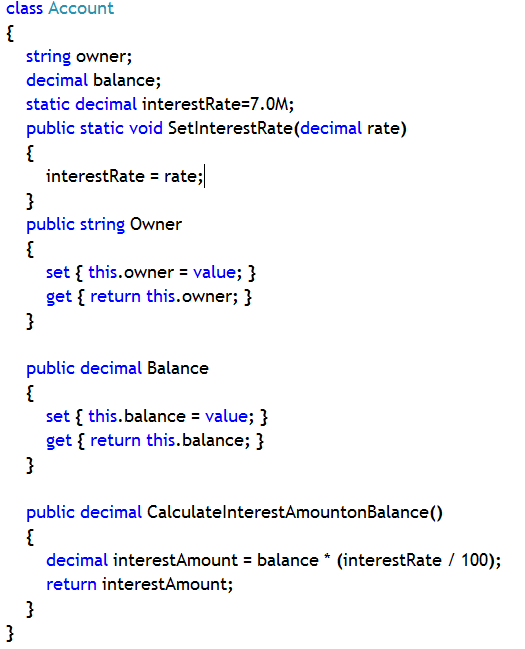 class Account
{
string owner;
decimal balance;
static decimal interestRate=7.0M;
public static void SetInterestRate(decimal rate)
{
interestRate = rate;
}
public string Owner
{
set { this.owner = value; }
get { return this.owner; }
}
public decimal Balance
{
set { this.balance = value; }
get { return this.balance; }
}
public decimal CalculateInterestAmountonBalance()
{
decimal interestAmount = balance * (interestRate / 100);
return interestAmount;
}
}